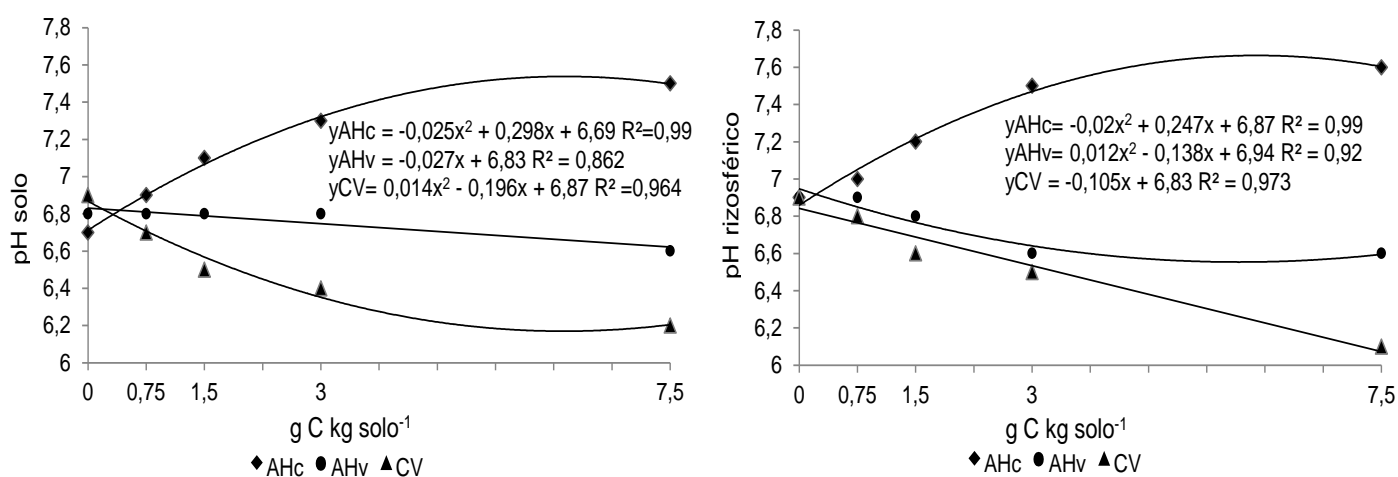 7,8
7,6
7,4
7,2
7
6,8
6,6
6,4
6,2
6
pH solo
yAHc = -0,025x² + 0,298x + 6,69 R²=0,99
yAHv = -0,027x + 6,83 R² = 0,862
yCV= 0,014x² - 0,196x + 6,87 R² =0,964
0 0,75 1,5 3 7,5
g C kg solo⁻¹
AHc AHv CV
7,8
7,6
7,4
7,2
7
6,8
6,6
6,4
6,2
6
pH rizosférico
yAHc= -0,02x² + 0,247x + 6,87 R² = 0,99
yAHv= 0,012x² - 0,138x + 6,94 R² = 0,92
yCV = -0,105x + 6,83 R² = 0,973
0 0,75 1,5 3 7,5
g C kg solo⁻¹
AHc AHv CV